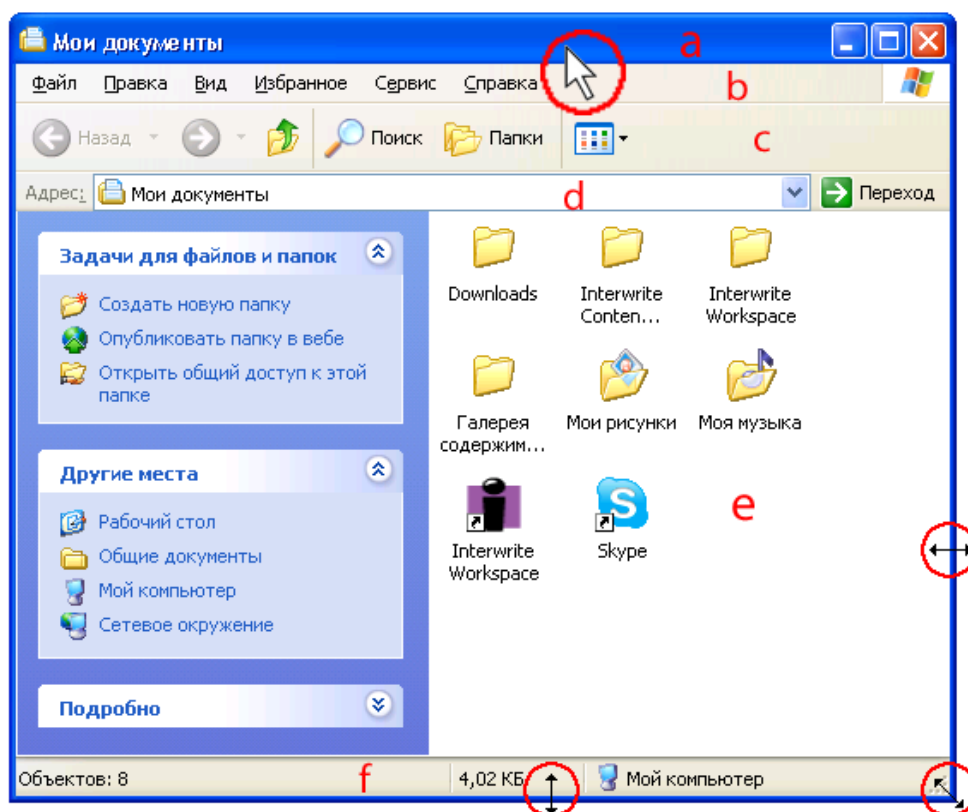 Мои документы
a
Файл Правка Вид Избранное Сервис Справка
b
Назад Поиск Папки
c
Адрес: Мои документы
d
Переход
Задачи для файлов и папок
Создать новую папку
Опубликовать папку в вебе
Открыть общий доступ к этой
папке
Другие места
Рабочий стол
Общие документы
Мой компьютер
Сетевое окружение
Подробно
Downloads
Interwrite
Conten...
Interwrite
Workspace
Галерея
содержим...
Мои рисунки
Моя музыка
Interwrite
Workspace
Skype
e
Объектов: 8
f
4,02 КБ
Мой компьютер